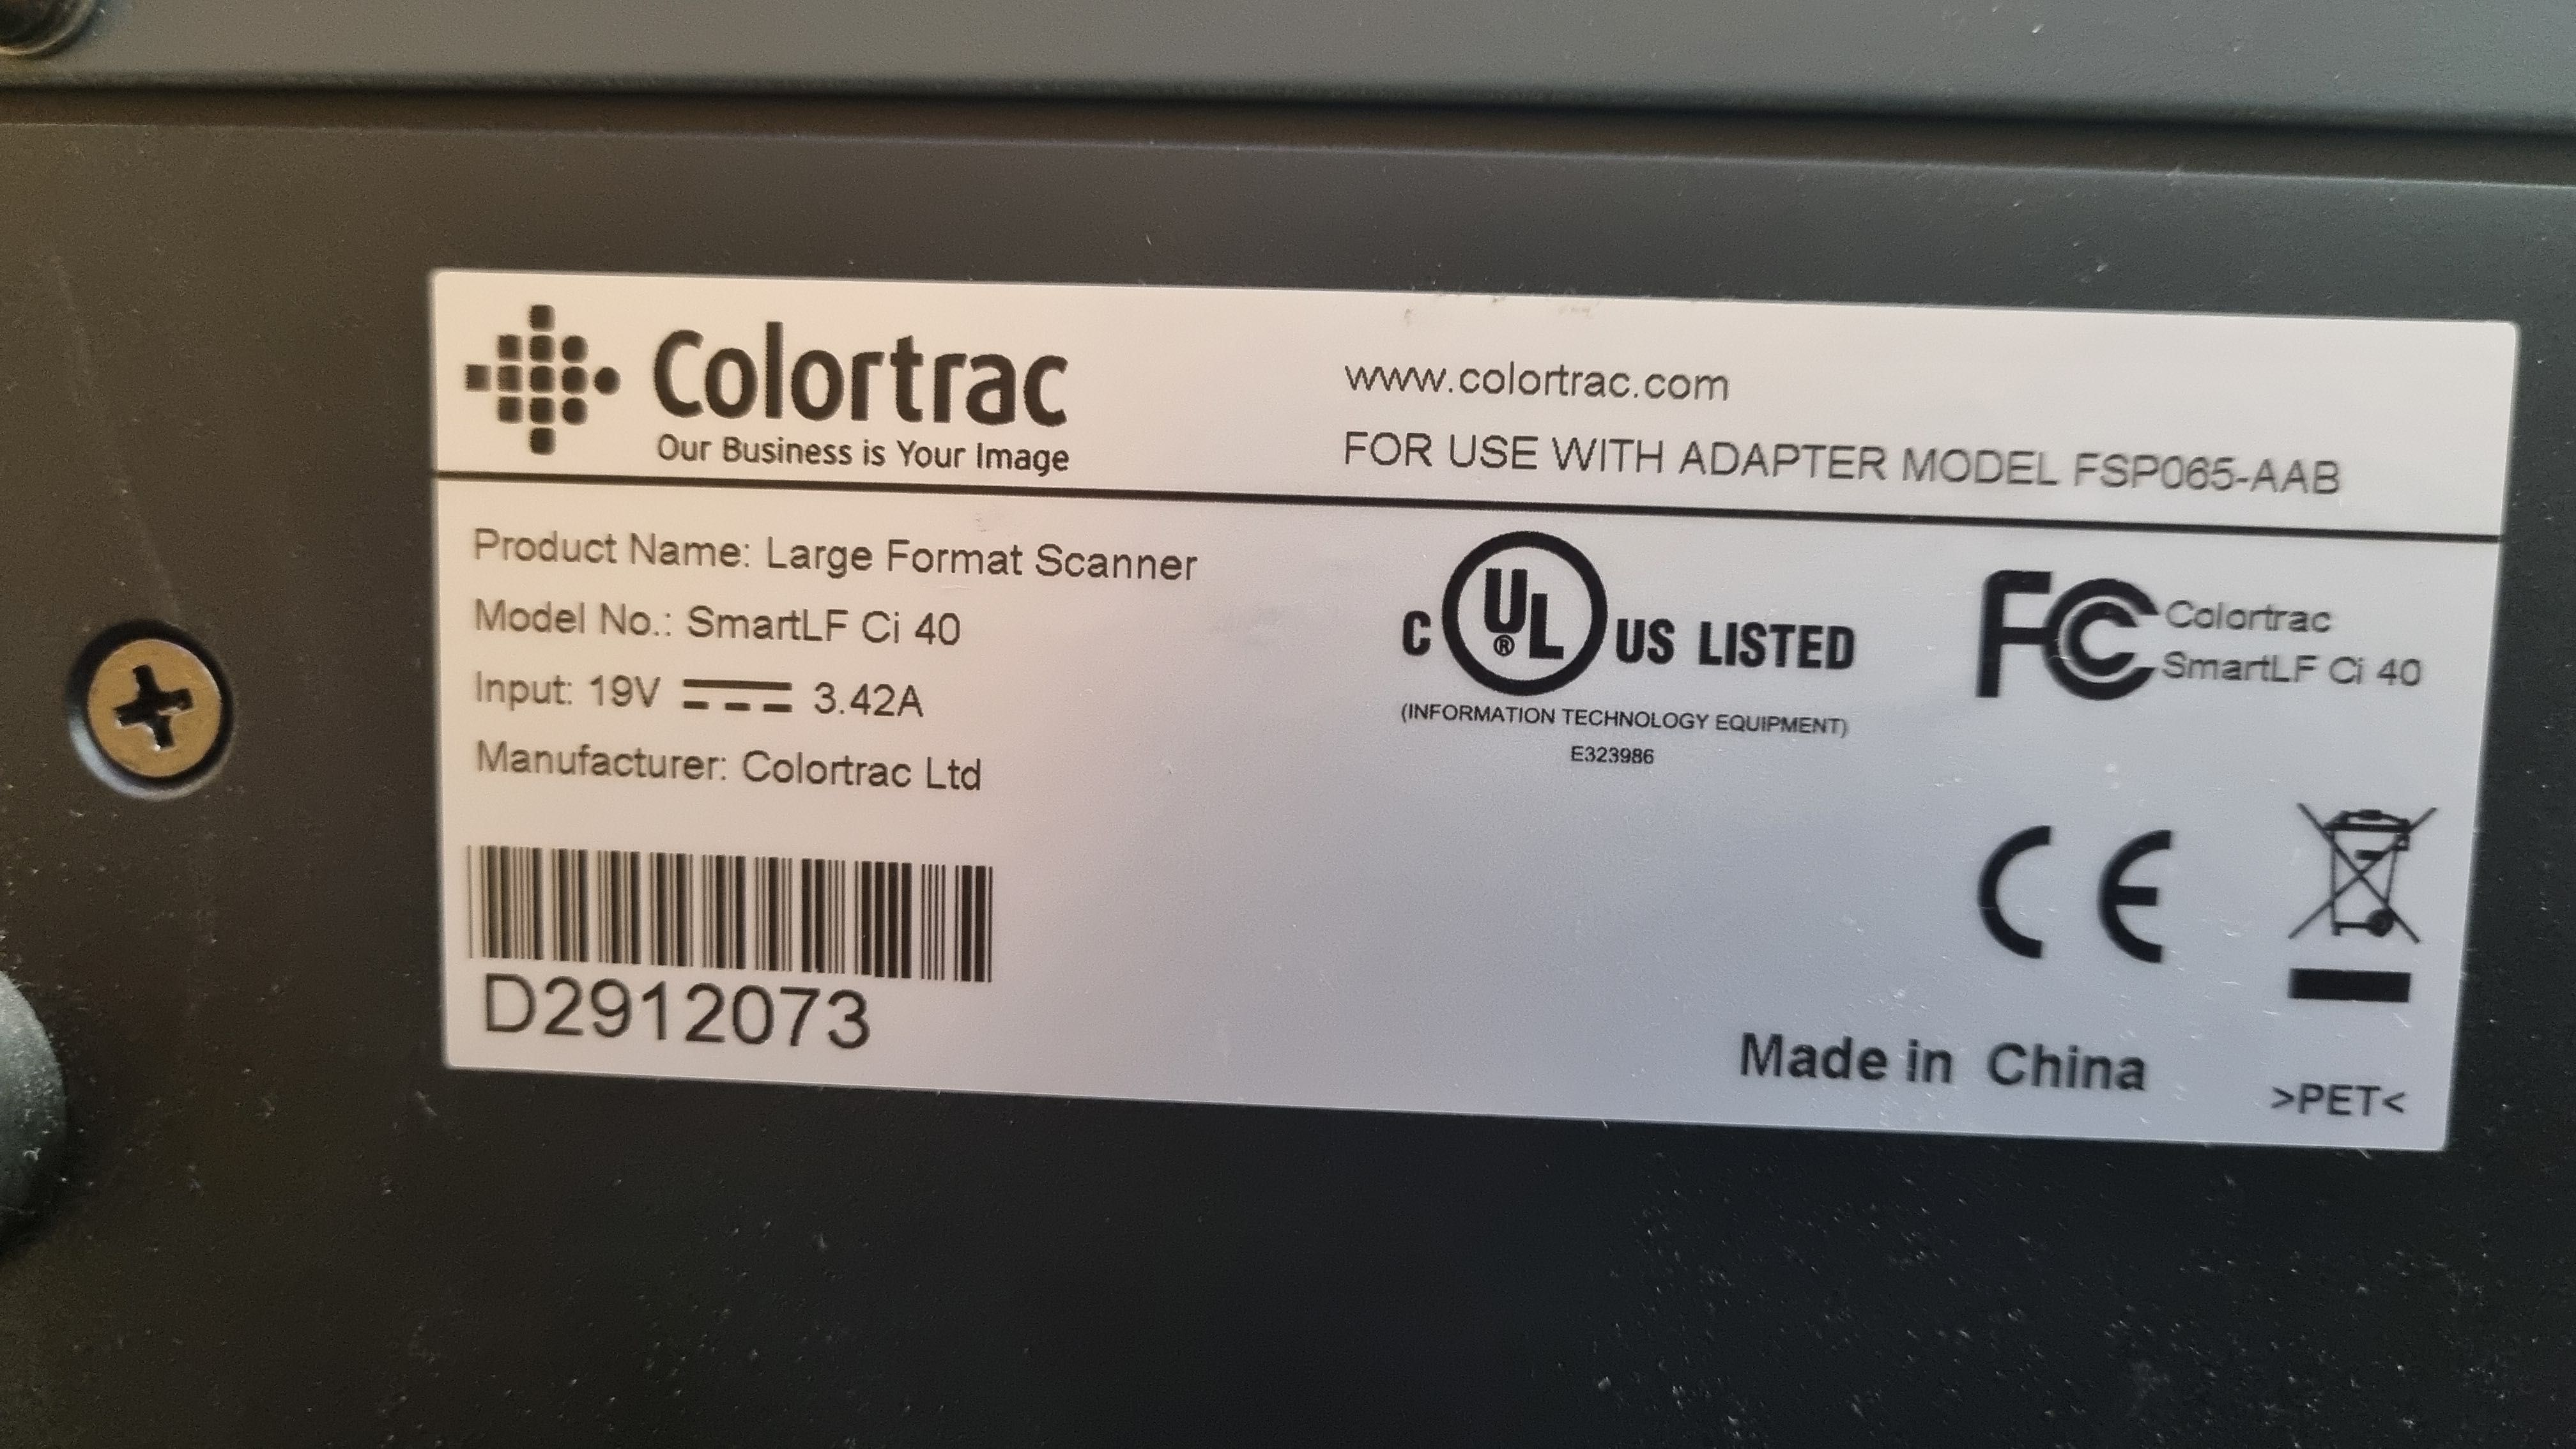 Colortrac
Our Business is Your Image
www.colortrac.com
FOR USE WITH ADAPTER MODEL FSP065-AAB
Product Name: Large Format Scanner
Model No.: SmartLF Ci 40
Input: 19V ⎓ 3.42A
Manufacturer: Colortrac Ltd
D2912073
C UL ® US LISTED
(INFORMATION TECHNOLOGY EQUIPMENT)
E323986
FC Colortrac
SmartLF Ci 40
CE
Made in China
>PET<